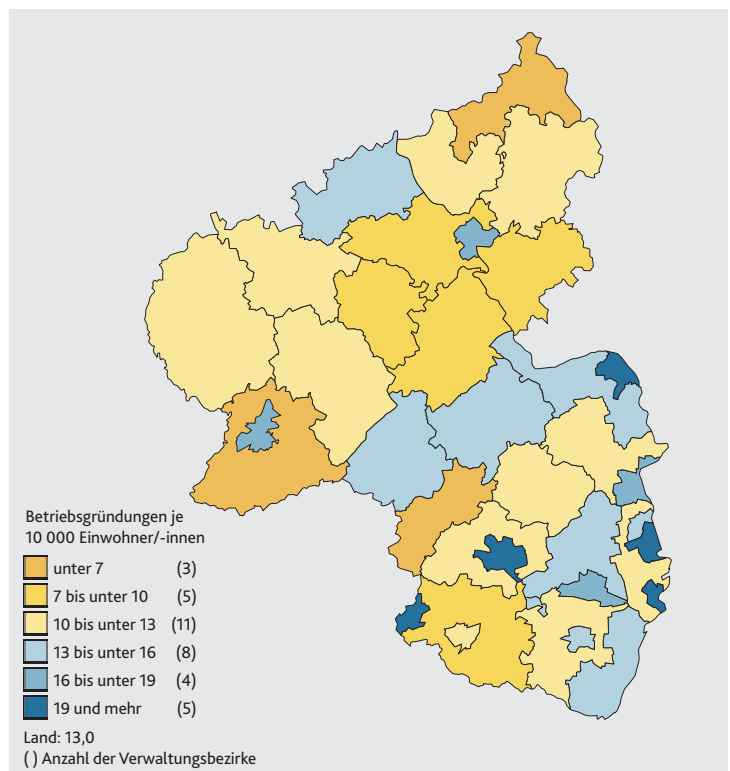 Betriebsgründungen je
10 000 Einwohner/-innen
unter 7 (3)
7 bis unter 10 (5)
10 bis unter 13 (11)
13 bis unter 16 (8)
16 bis unter 19 (4)
19 und mehr (5)
Land: 13,0
( ) Anzahl der Verwaltungsbezirke